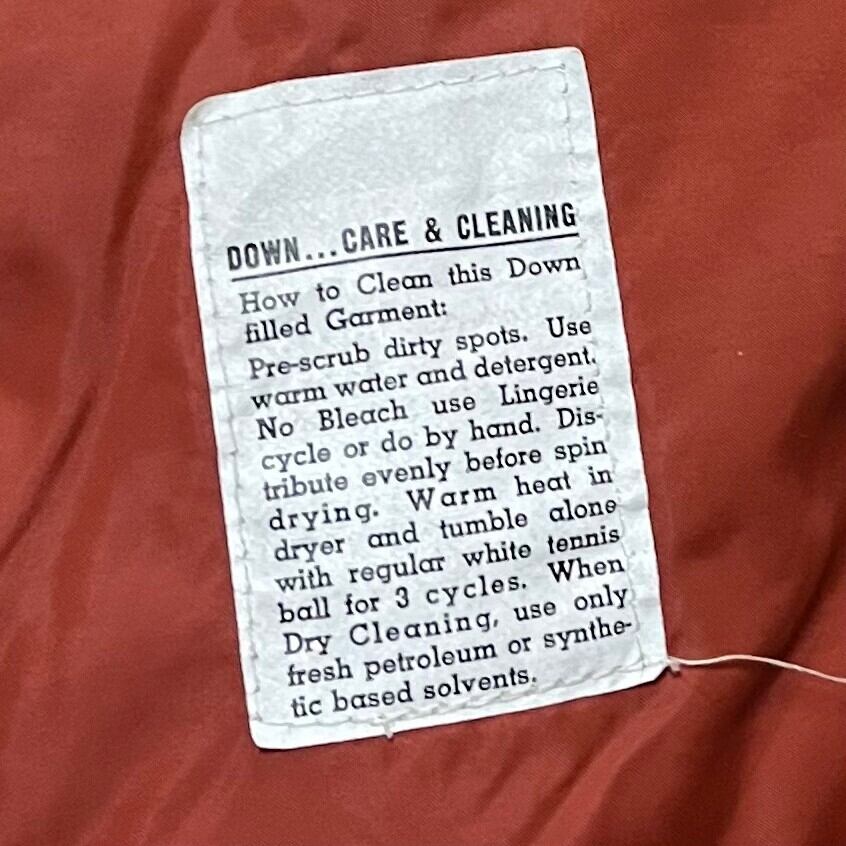 DOWN...CARE & CLEANING
How to Clean this Down
filled Garment:
Pre-scrub dirty spots. Use
warm water and detergent.
No Bleach use Lingerie
cycle or do by hand. Dis-
tribute evenly before spin
drying. Warm heat in
dryer and tumble alone
with regular white tennis
ball for 3 cycles. When
Dry Cleaning, use only
fresh petroleum or synthe-
tic based solvents.